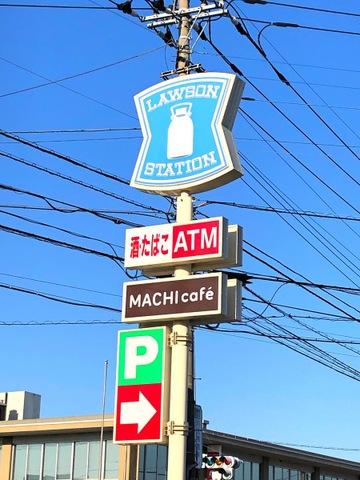 LAWSON
STATION
酒・たばこ ATM
MACHI café
P